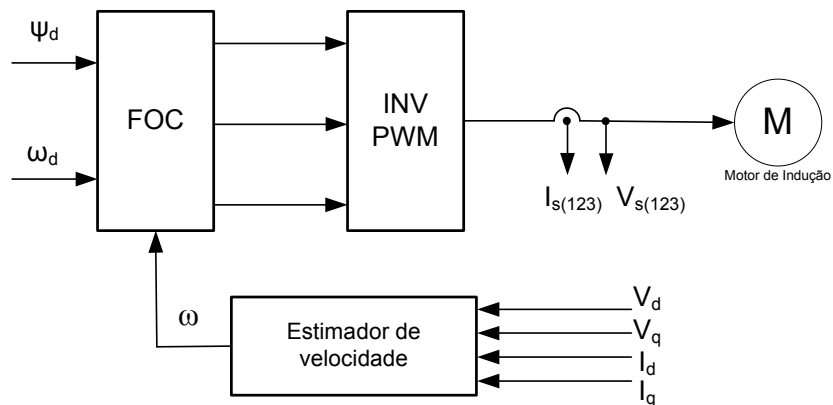 Ψd
ωd
FOC
INV
PWM
M
Motor de Indução
Is(123)
Vs(123)
ω
Estimador de
velocidade
Vd
Vq
Id
Iq